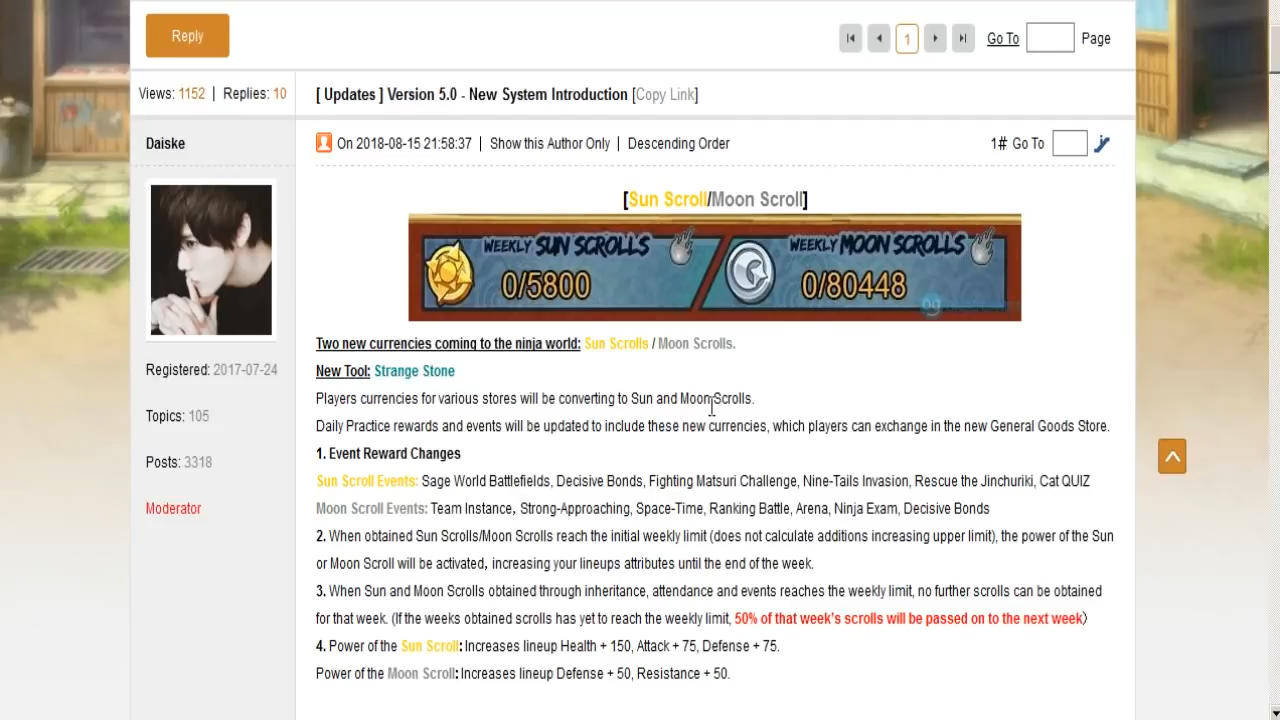 Reply
1
Go To
Page
Views: 1152 | Replies: 10
[ Updates ] Version 5.0 - New System Introduction [Copy Link]
Daiske
On 2018-08-15 21:58:37 | Show this Author Only | Descending Order
1# Go To
[Sun Scroll/Moon Scroll]
WEEKLY SUN SCROLLS
0/5800
WEEKLY MOON SCROLLS
0/80448
Two new currencies coming to the ninja world: Sun Scrolls / Moon Scrolls.
New Tool: Strange Stone
Players currencies for various stores will be converting to Sun and Moon Scrolls.
Daily Practice rewards and events will be updated to include these new currencies, which players can exchange in the new General Goods Store.
1. Event Reward Changes
Sun Scroll Events: Sage World Battlefields, Decisive Bonds, Fighting Matsuri Challenge, Nine-Tails Invasion, Rescue the Jinchuriki, Cat QUIZ
Moon Scroll Events: Team Instance, Strong-Approaching, Space-Time, Ranking Battle, Arena, Ninja Exam, Decisive Bonds
2. When obtained Sun Scrolls/Moon Scrolls reach the initial weekly limit (does not calculate additions increasing upper limit), the power of the Sun
or Moon Scroll will be activated, increasing your lineups attributes until the end of the week.
3. When Sun and Moon Scrolls obtained through inheritance, attendance and events reaches the weekly limit, no further scrolls can be obtained
for that week. (If the weeks obtained scrolls has yet to reach the weekly limit, 50% of that week's scrolls will be passed on to the next week)
4. Power of the Sun Scroll: Increases lineup Health + 150, Attack + 75, Defense + 75.
Power of the Moon Scroll: Increases lineup Defense + 50, Resistance + 50.
Registered: 2017-07-24
Topics: 105
Posts: 3318
Moderator